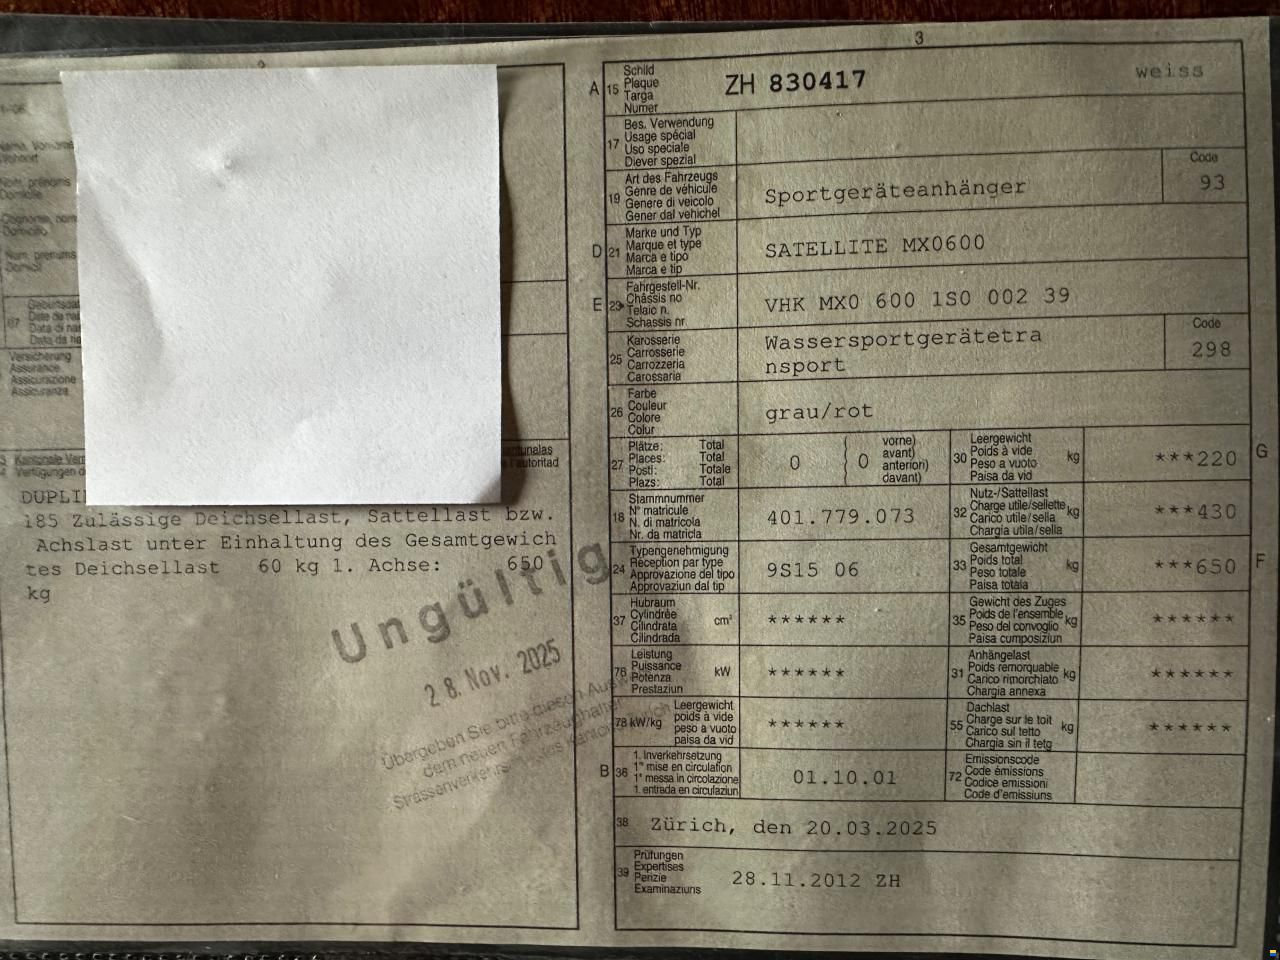 3
Kantonale
Verfügungen
DUPLI
185 Zulässige Deichsellast, Sattellast bzw.
Achslast unter Einhaltung des Gesamtgewich
tes Deichsellast 60 kg 1. Achse: 650
kg
Ungültig
28. Nov. 2025
Übergeben Sie bitte diesen
dem neuen Fahrzeughalter
des Kantons Zürich
Versicherung
Assurance
Assicurazione
Assicuranza
A 15 Schild
Plaque
Targa
Numer
ZH 830417 weiss
17 Bes. Verwendung
Usage spécial
Uso speciale
Diever spezial
19 Art des Fahrzeugs
Genre de véhicule
Genere di veicolo
Gener dal vehichel
Sportgeräteanhänger
Code
93
D 21 Marke und Typ
Marque et type
Marca e tipo
Marca e tip
SATELLITE MX0600
E 23 Fahrgestell-Nr.
Châssis no
Telaio n.
Schassis nr
VHK MX0 600 1S0 002 39
25 Karosserie
Carrosserie
Carrozzeria
Carossaria
Wassersportgerätetra
nsport
Code
298
26 Farbe
Couleur
Colore
Colur
grau/rot
27 Plätze: Total
Places: Total
Posti: Totale
Plazs: Total
0 ( 0 vorne)
avant)
anteriori)
davant)
30 Leergewicht
Poids à vide
Peso a vuoto
Paisa da vid
kg ***220 G
18 Stammnummer
N° matricule
N. di matricola
Nr. da matricla
401.779.073
32 Nutz-/Sattellast
Charge utile/sellette
Carico utile/sella
Chargia utila/sella
kg ***430
24 Typengenehmigung
Réception par type
Approvazione del tipo
Approvaziun dal tip
9S15 06
33 Gesamtgewicht
Poids total
Peso totale
Paisa totala
kg ***650 F
37 Hubraum
Cylindrée
Cilindrata
Cilindrada
cm³ ******
35 Gewicht des Zuges
Poids de l'ensemble
Peso del convoglio
Paisa cumposiziun
kg ******
76 Leistung
Puissance
Potenza
Prestaziun
kW ******
31 Anhängelast
Poids remorquable
Carico rimorchiato
Chargia annexa
kg ******
78 kW/kg Leergewicht
poids à vide
peso a vuoto
paisa da vid
******
55 Dachlast
Charge sur le toit
Carico sul tetto
Chargia sin il tetg
kg ******
B 36 1. Inverkehrsetzung
1re mise en circulation
1a messa in circolazione
1. entrada en circulaziun
01.10.01
72 Emissionscode
Code émissions
Codice emissioni
Code d'emissiuns
38 Zürich, den 20.03.2025
39 Prüfungen
Expertises
Perizie
Examinaziuns
28.11.2012 ZH